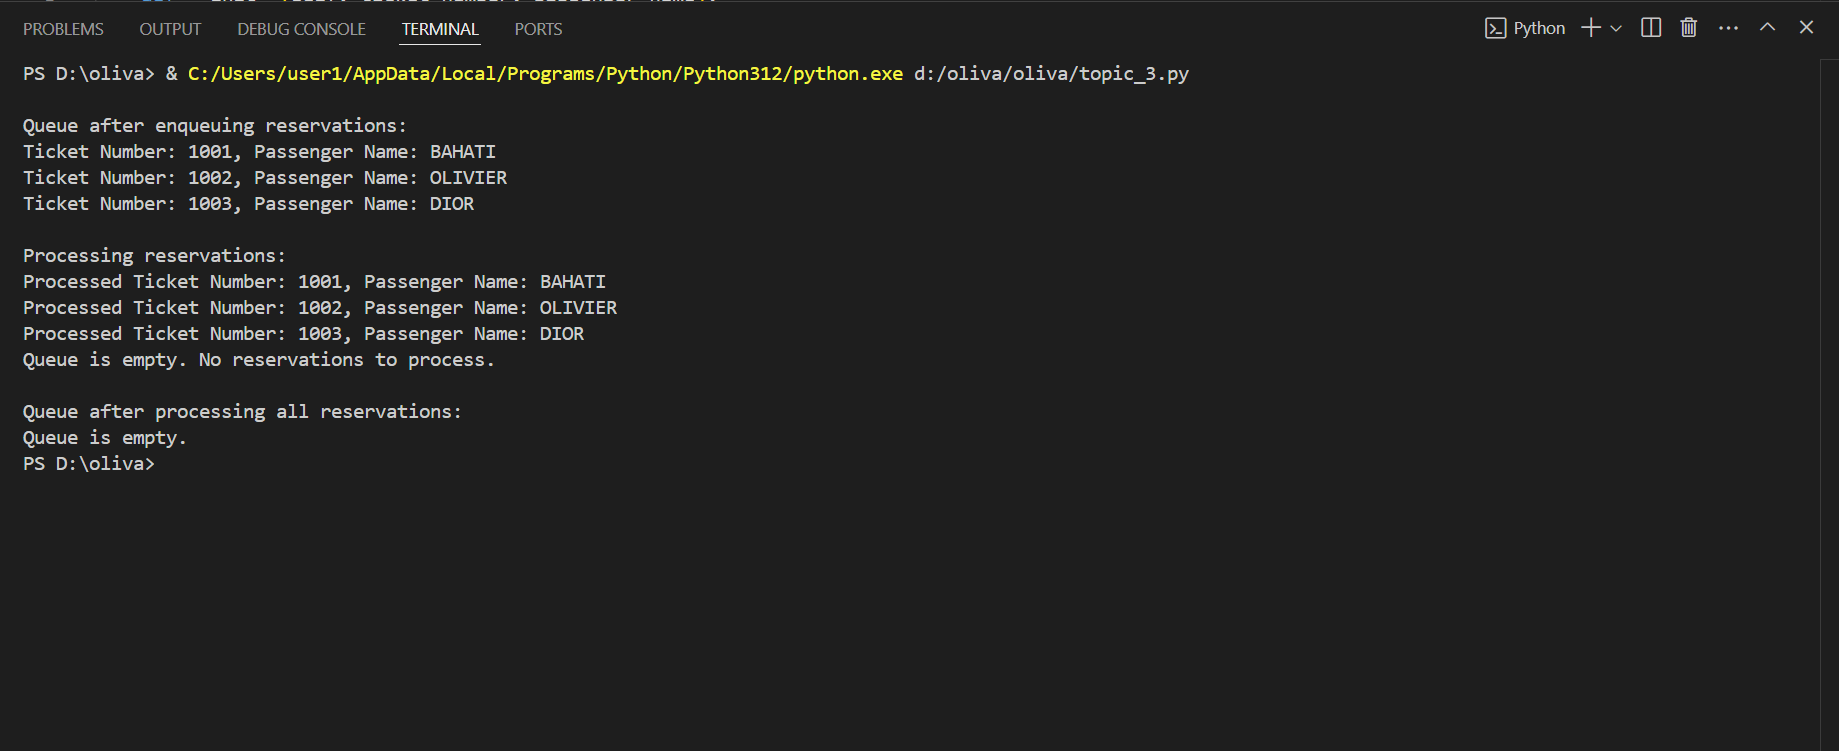 PROBLEMS OUTPUT DEBUG CONSOLE TERMINAL PORTS Python
PS D:\oliva> & C:/Users/user1/AppData/Local/Programs/Python/Python312/python.exe d:/oliva/oliva/topic_3.py
Queue after enqueuing reservations:
Ticket Number: 1001, Passenger Name: BAHATI
Ticket Number: 1002, Passenger Name: OLIVIER
Ticket Number: 1003, Passenger Name: DIOR
Processing reservations:
Processed Ticket Number: 1001, Passenger Name: BAHATI
Processed Ticket Number: 1002, Passenger Name: OLIVIER
Processed Ticket Number: 1003, Passenger Name: DIOR
Queue is empty. No reservations to process.
Queue after processing all reservations:
Queue is empty.
PS D:\oliva>